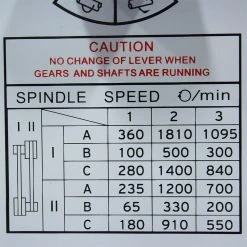 CAUTION
NO CHANGE OF LEVER WHEN
GEARS AND SHAFTS ARE RUNNING
SPINDLE SPEED /min
1 2 3
I II
I
A 360 1810 1095
B 100 500 300
C 280 1400 840
II
A 235 1200 700
B 65 330 200
C 180 910 550